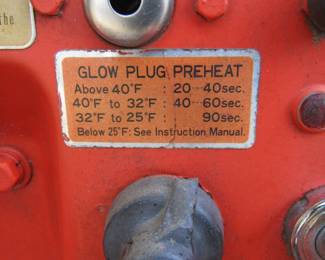 the
GLOW PLUG PREHEAT
Above 40°F : 20-40sec.
40°F to 32°F : 40-60sec.
32°F to 25°F : 90sec.
Below 25°F: See Instruction Manual.